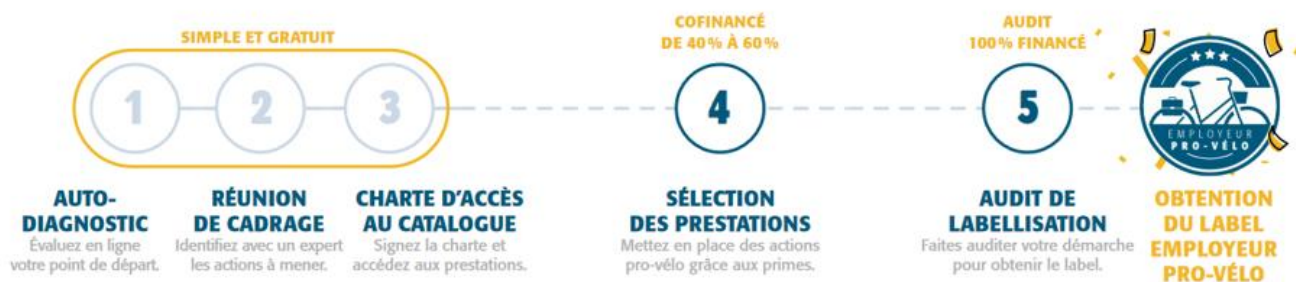 SIMPLE ET GRATUIT
1
2
3
AUTO-
DIAGNOSTIC
Évaluez en ligne
votre point de départ.
RÉUNION
DE CADRAGE
Identifiez avec un expert
les actions à mener.
CHARTE D'ACCÈS
AU CATALOGUE
Signez la charte et
accédez aux prestations.
COFINANCÉ
DE 40% À 60%
4
SÉLECTION
DES PRESTATIONS
Mettez en place des actions
pro-vélo grâce aux primes.
AUDIT
100% FINANCÉ
5
AUDIT DE
LABELLISATION
Faites auditer votre démarche
pour obtenir le label.
EMPLOYEUR
PRO-VÉLO
OBTENTION
DU LABEL
EMPLOYEUR
PRO-VÉLO